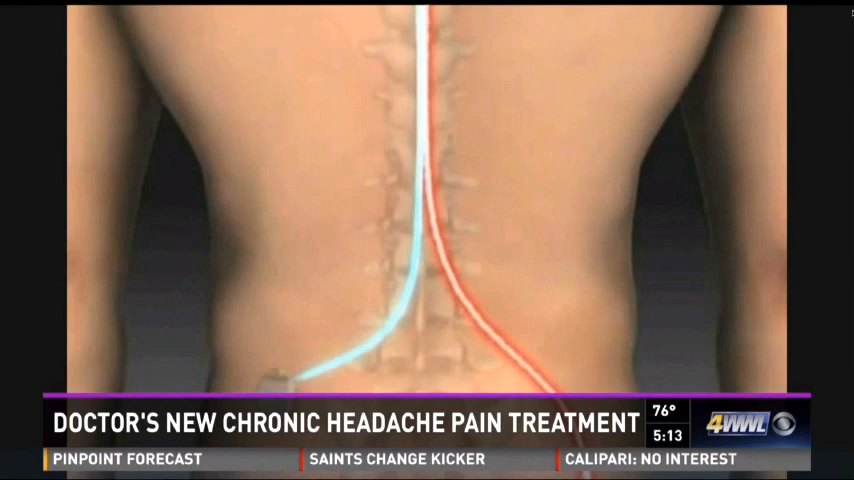 DOCTOR'S NEW CHRONIC HEADACHE PAIN TREATMENT
76°
5:13
4WWL
PINPOINT FORECAST
SAINTS CHANGE KICKER
CALIPARI: NO INTEREST